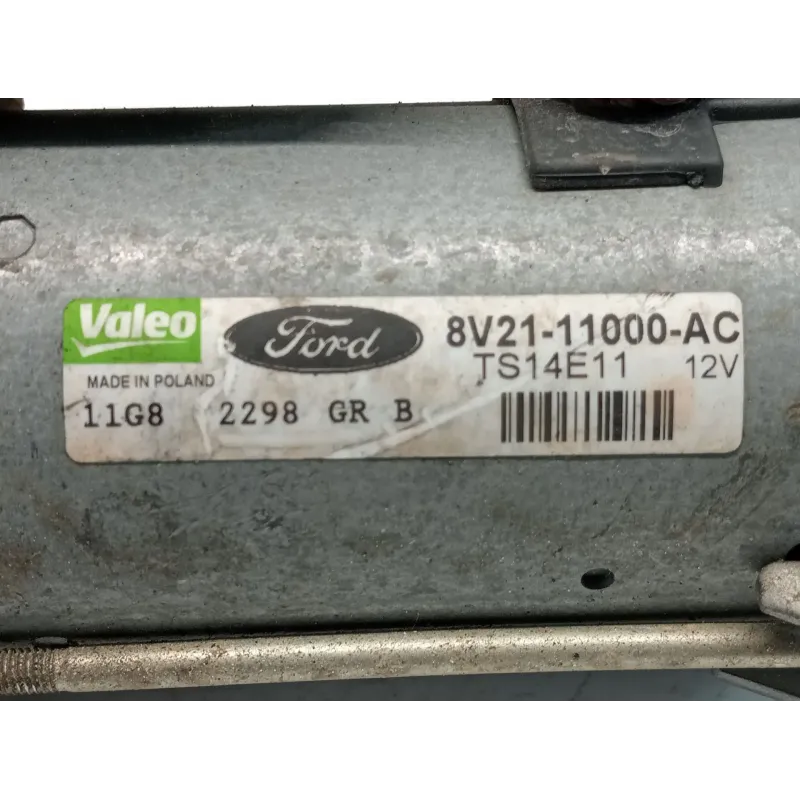 Valeo Ford 8V21-11000-AC
MADE IN POLAND TS14E11 12V
11G8 2298 GR B